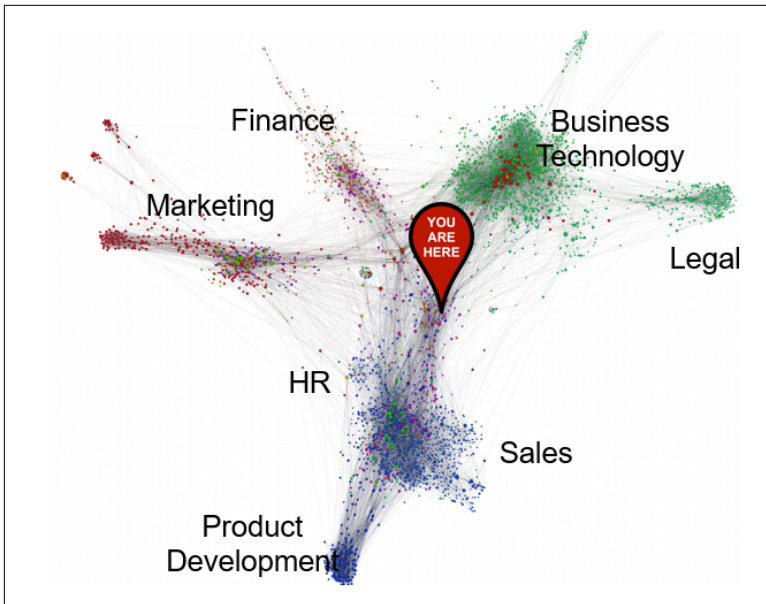 Finance
Business
Technology
Marketing
YOU
ARE
HERE
Legal
HR
Sales
Product
Development